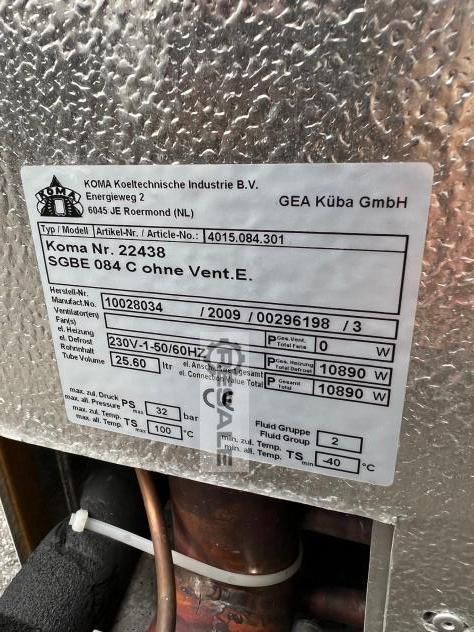 KOMA
KOMA Koeltechnische Industrie B.V.
Energieweg 2
6045 JE Roermond (NL)
GEA Küba GmbH
Typ / Modell Artikel-Nr. / Article-No.: 4015.084.301
Koma Nr. 22438
SGBE 084 C ohne Vent.E.
Herstell-Nr.
Manufact.No. 10028034 / 2009 / 00296198 / 3
Ventilator(en)
Fan(s)
P Ges. Vent. Total Fans 0 W
el. Heizung
el. Defrost 230V-1-50/60HZ
P Ges. Heizung Total Defrost 10890 W
Rohrinhalt
Tube Volume 25.60 ltr
el. Anschlußwert gesamt
el. Connection Value Total
P Gesamt Total 10890 W
max. zul. Druck
max. all. Pressure PS max 32 bar
max. zul. Temp.
max. all. Temp. TS max 100 °C
CE
Fluid Gruppe
Fluid Group 2
min. zul. Temp.
min. all. Temp. TS min -40 °C
RESALE